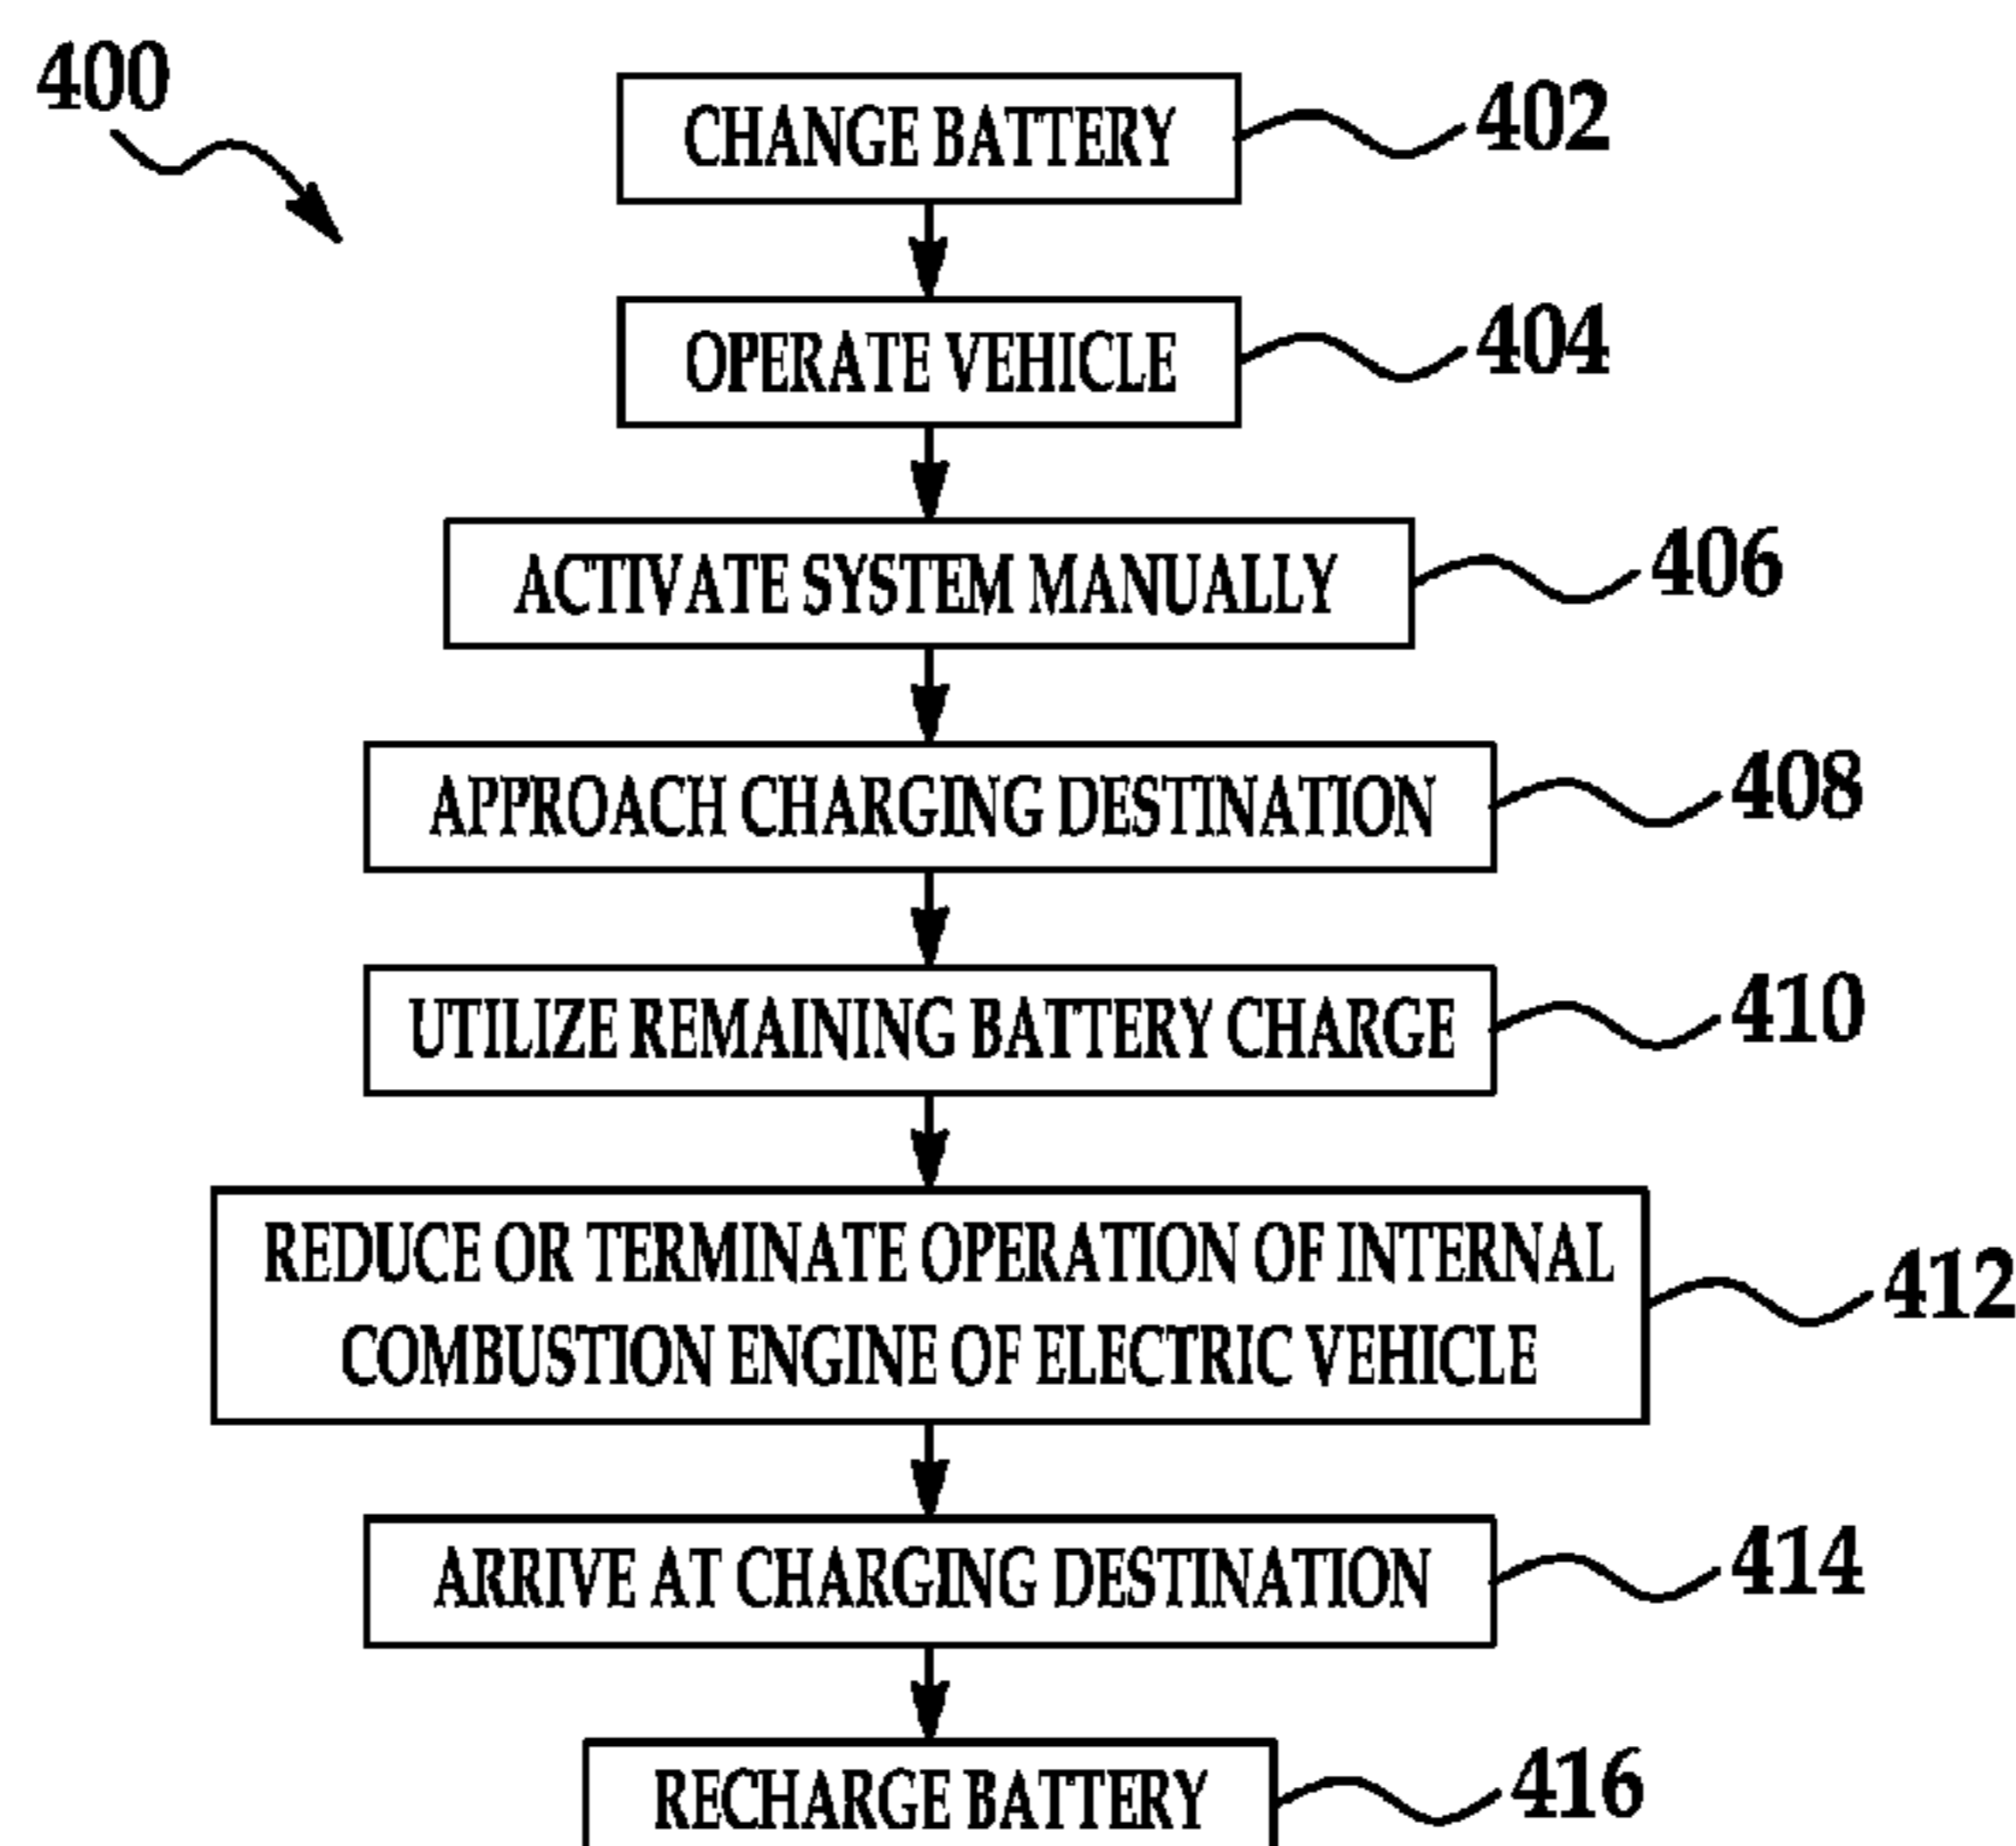 400
CHANGE BATTERY
402
OPERATE VEHICLE
404
ACTIVATE SYSTEM MANUALLY
406
APPROACH CHARGING DESTINATION
408
UTILIZE REMAINING BATTERY CHARGE
410
REDUCE OR TERMINATE OPERATION OF INTERNAL
COMBUSTION ENGINE OF ELECTRIC VEHICLE
412
ARRIVE AT CHARGING DESTINATION
414
RECHARGE BATTERY
416